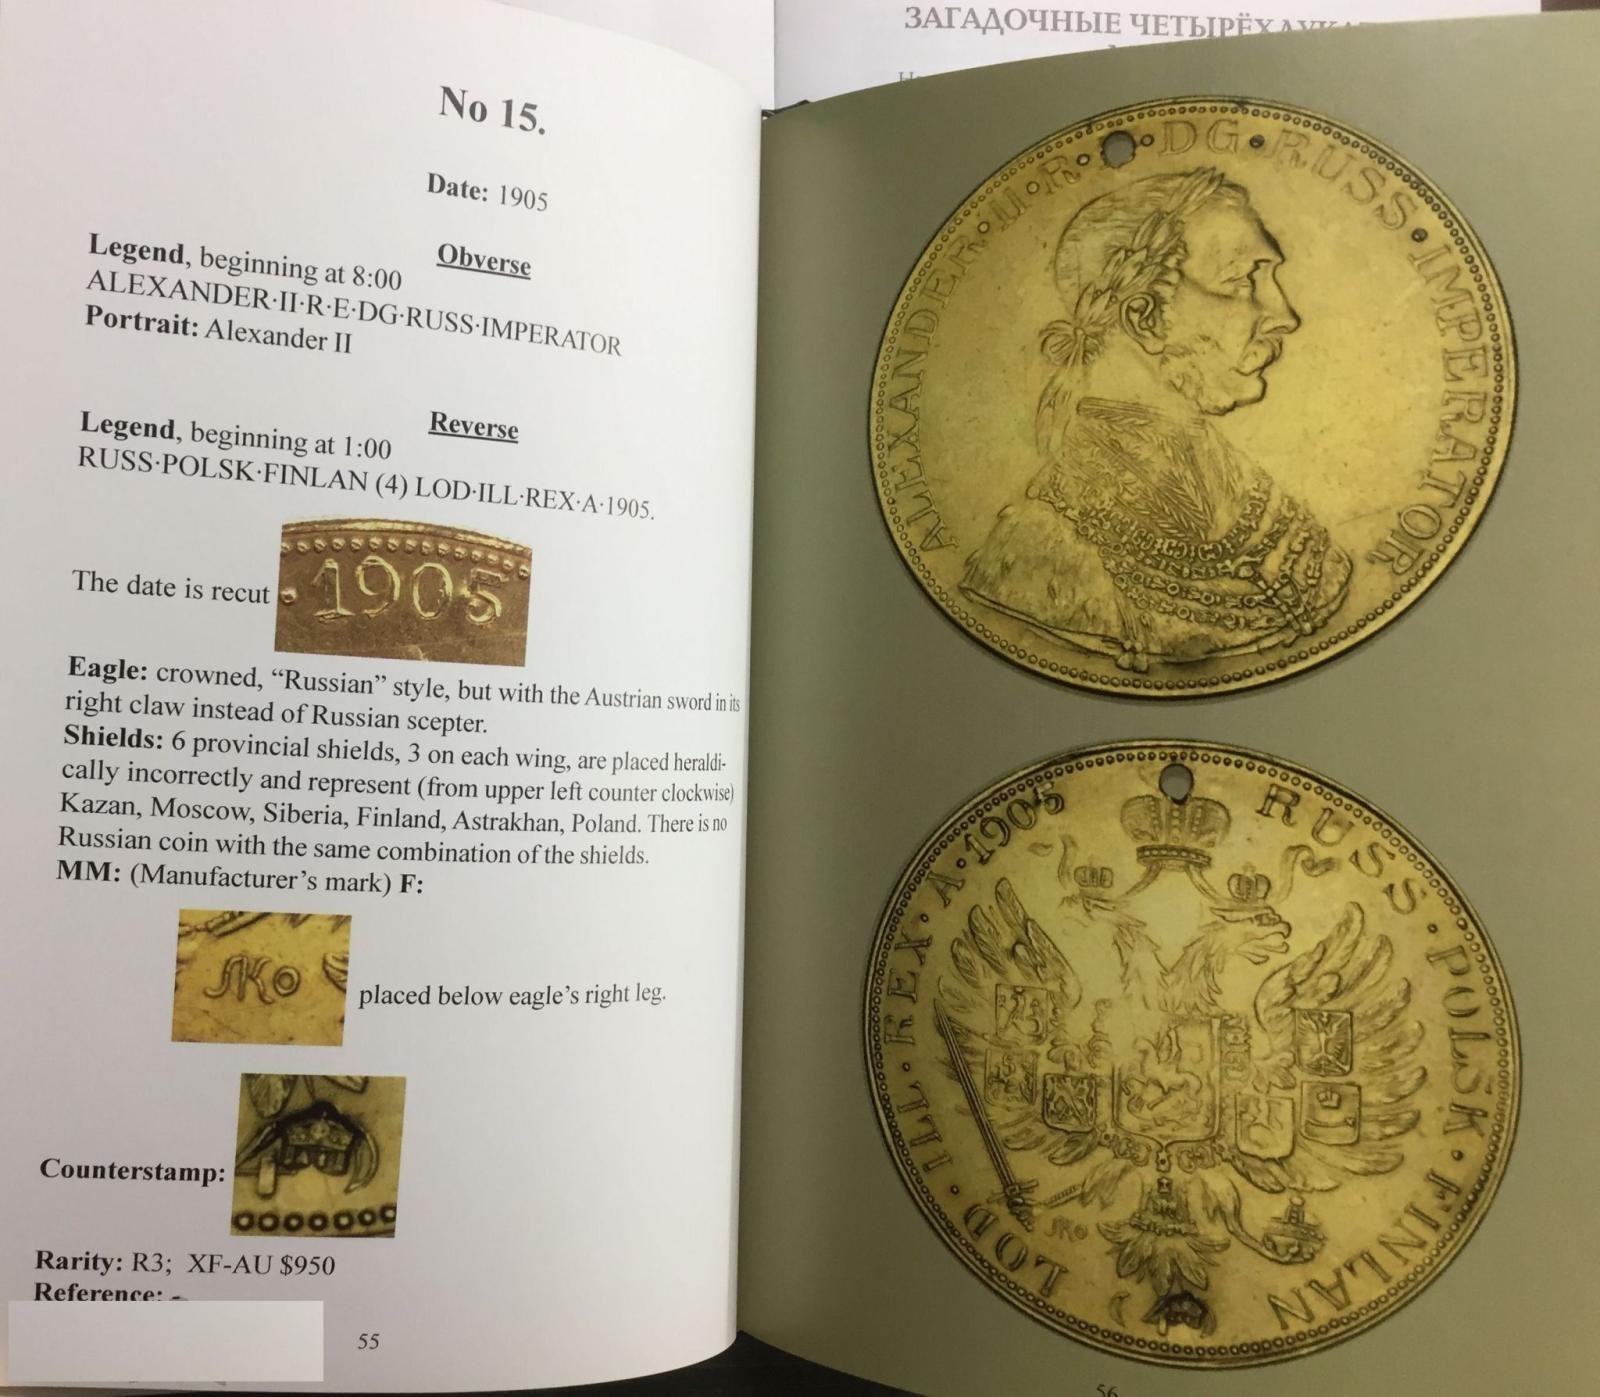 No 15.
Date: 1905
Obverse
Legend, beginning at 8:00
ALEXANDER·II·R·E·DG·RUSS·IMPERATOR
Portrait: Alexander II
Reverse
Legend, beginning at 1:00
RUSS·POLSK·FINLAN (4) LOD·ILL·REX·A·1905.
The date is recut
·1905
Eagle: crowned, “Russian” style, but with the Austrian sword in its
right claw instead of Russian scepter.
Shields: 6 provincial shields, 3 on each wing, are placed heraldi-
cally incorrectly and represent (from upper left counter clockwise)
Kazan, Moscow, Siberia, Finland, Astrakhan, Poland. There is no
Russian coin with the same combination of the shields.
MM: (Manufacturer’s mark) F:
JKo
placed below eagle’s right leg.
Counterstamp:
Rarity: R3; XF-AU $950
Reference: -
55
ЗАГАДОЧНЫЕ
ALEXANDER·II·R· ·DG·RUSS·IMPERATOR
RUSS·POLSK·FINLAN
LOD·ILL·REX·A·1905
JKo
56